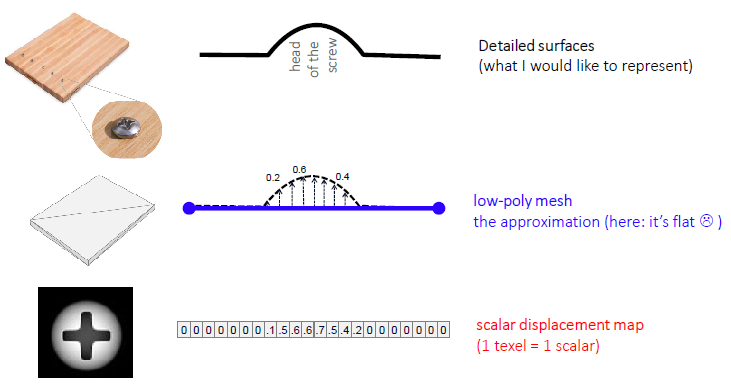 head
of the
screw
Detailed surfaces
(what I would like to represent)
0.2
0.6
0.4
low-poly mesh
the approximation (here: it's flat ☹ )
0 0 0 0 0 0 0 .1 .5 .6 .6 .7 .5 .4 .2 0 0 0 0 0 0 0
scalar displacement map
(1 texel = 1 scalar)